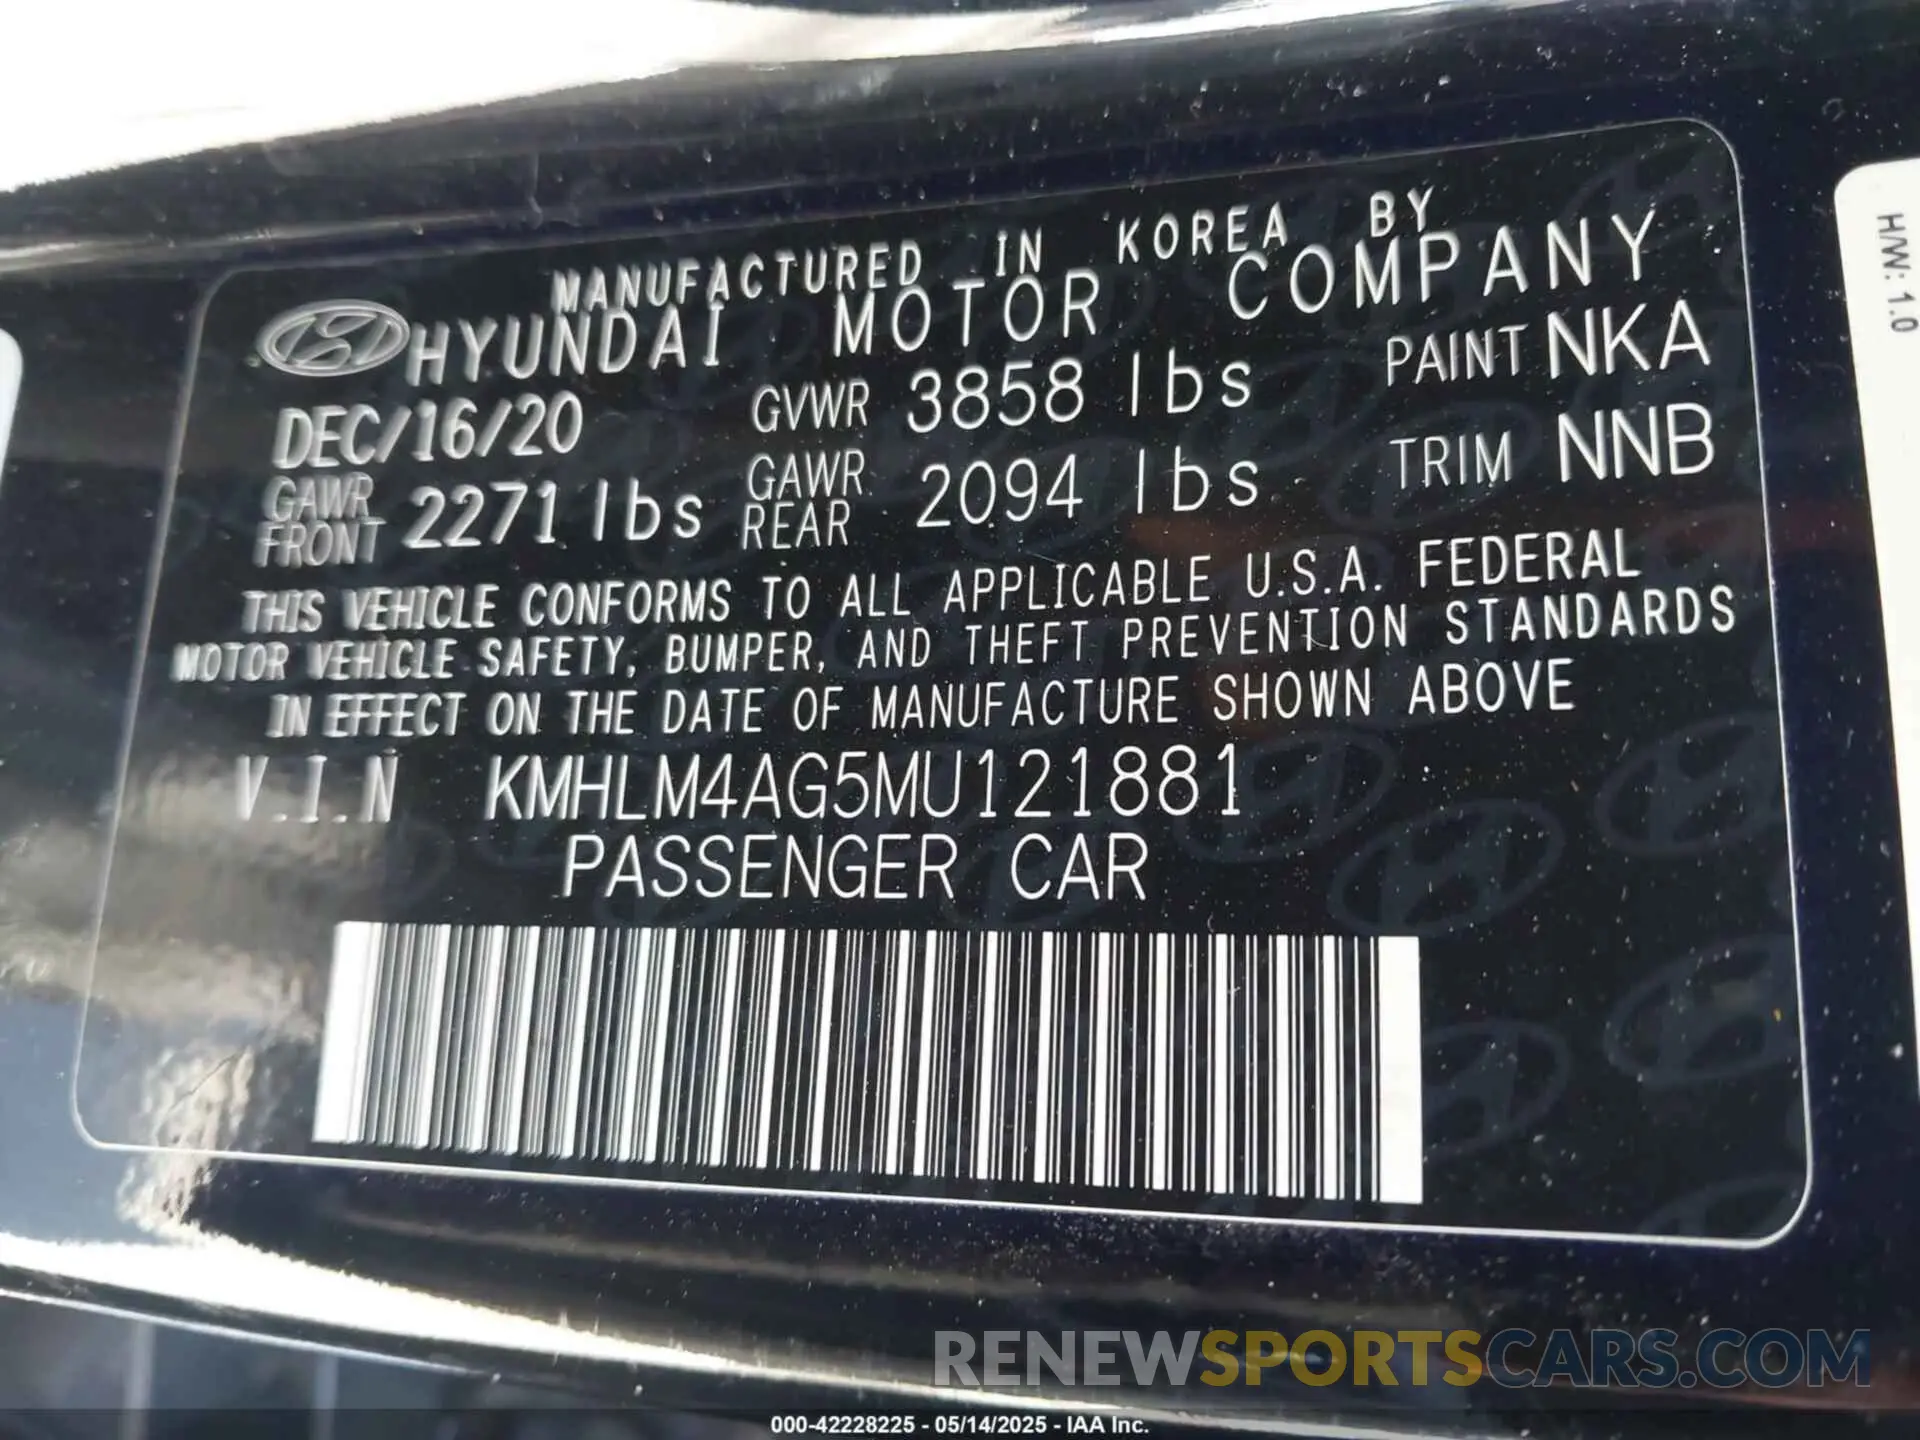 MANUFACTURED IN KOREA BY
HYUNDAI MOTOR COMPANY
DEC/16/20 GVWR 3858 lbs PAINT NKA
GAWR FRONT 2271 lbs GAWR REAR 2094 lbs TRIM NNB
THIS VEHICLE CONFORMS TO ALL APPLICABLE U.S.A. FEDERAL
MOTOR VEHICLE SAFETY, BUMPER, AND THEFT PREVENTION STANDARDS
IN EFFECT ON THE DATE OF MANUFACTURE SHOWN ABOVE
V.I.N KMHLM4AG5MU121881
PASSENGER CAR
H/W: 1.0
RENEWSPORTSCARS.COM
000-42228225 - 05/14/2025 - IAA Inc.